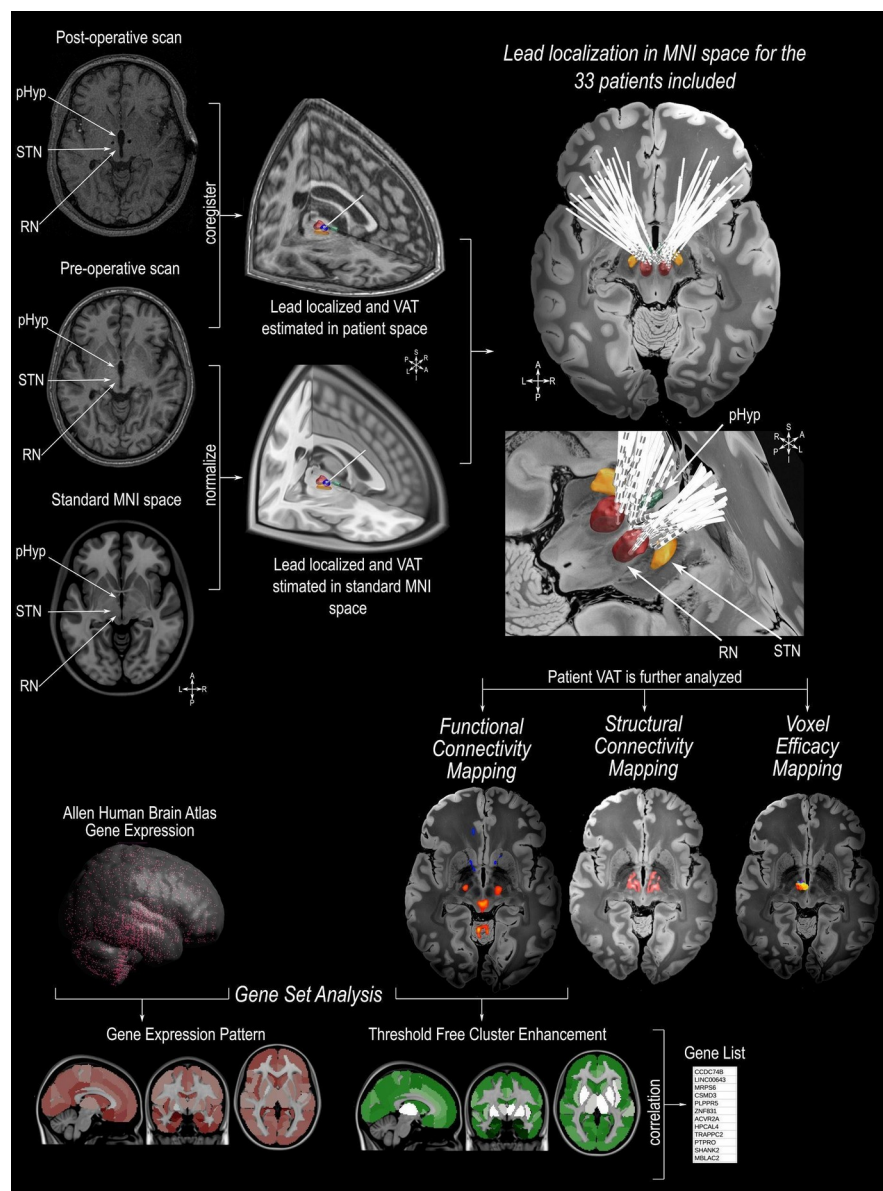 Post-operative scan
pHyp
STN
RN
coregister
Pre-operative scan
pHyp
STN
RN
normalize
Standard MNI space
pHyp
STN
RN
A
L R
P
Lead localized and VAT
estimated in patient space
S
P R
L A
I
Lead localized and VAT
stimated in standard MNI
space
Lead localization in MNI space for the
33 patients included
A
L R
P
pHyp
S
R A
P L
I
RN
STN
Patient VAT is further analyzed
Functional
Connectivity
Mapping
Structural
Connectivity
Mapping
Voxel
Efficacy
Mapping
Allen Human Brain Atlas
Gene Expression
Gene Set Analysis
Gene Expression Pattern
Threshold Free Cluster Enhancement
correlation
Gene List
CCDC74B
LINC00643
MRPS6
CSMD3
PLPPR5
ZNF831
ACVR2A
HPCAL4
TRAPPC2
PTPRO
SHANK2
MBLAC2